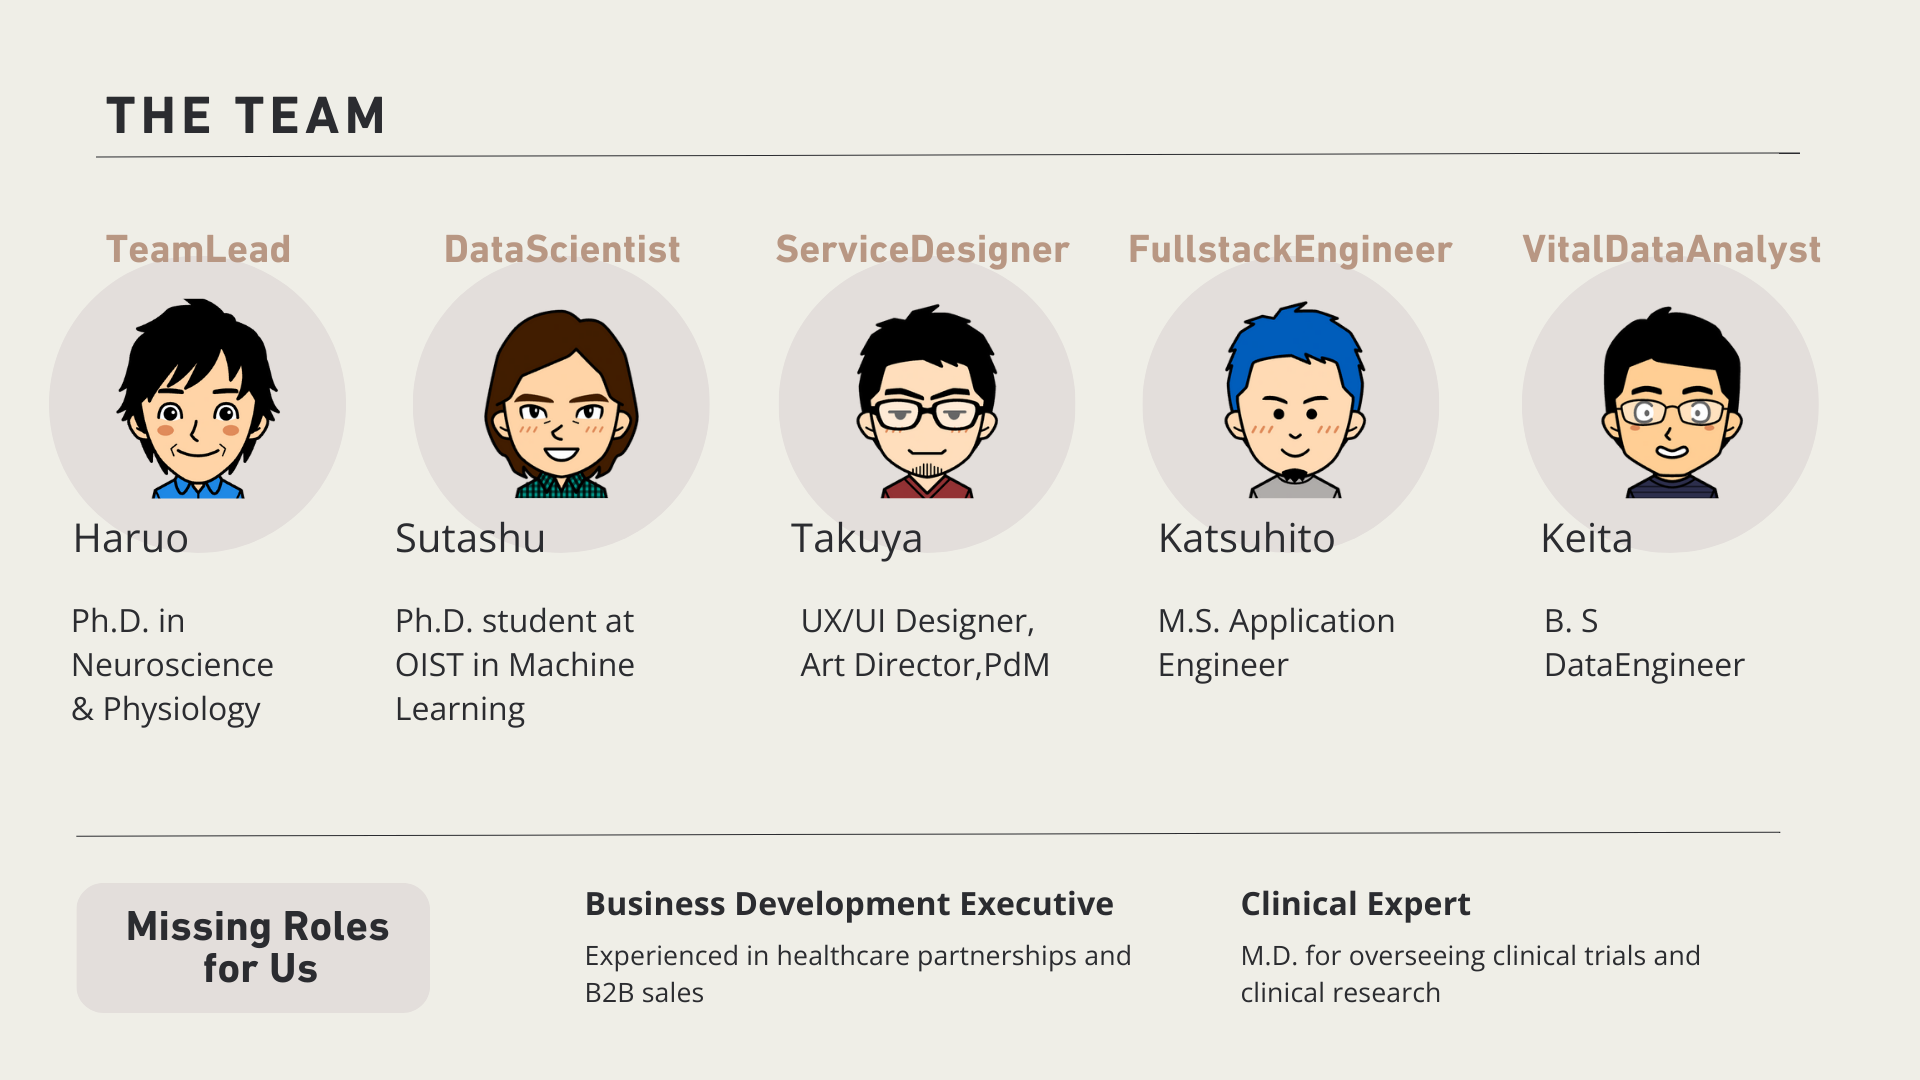 THE TEAM
TeamLead
DataScientist
ServiceDesigner
FullstackEngineer
VitalDataAnalyst
Haruo
Sutashu
Takuya
Katsuhito
Keita
Ph.D. in
Neuroscience
& Physiology
Ph.D. student at
OIST in Machine
Learning
UX/UI Designer,
Art Director,PdM
M.S. Application
Engineer
B. S
DataEngineer
Missing Roles
for Us
Business Development Executive
Experienced in healthcare partnerships and
B2B sales
Clinical Expert
M.D. for overseeing clinical trials and
clinical research